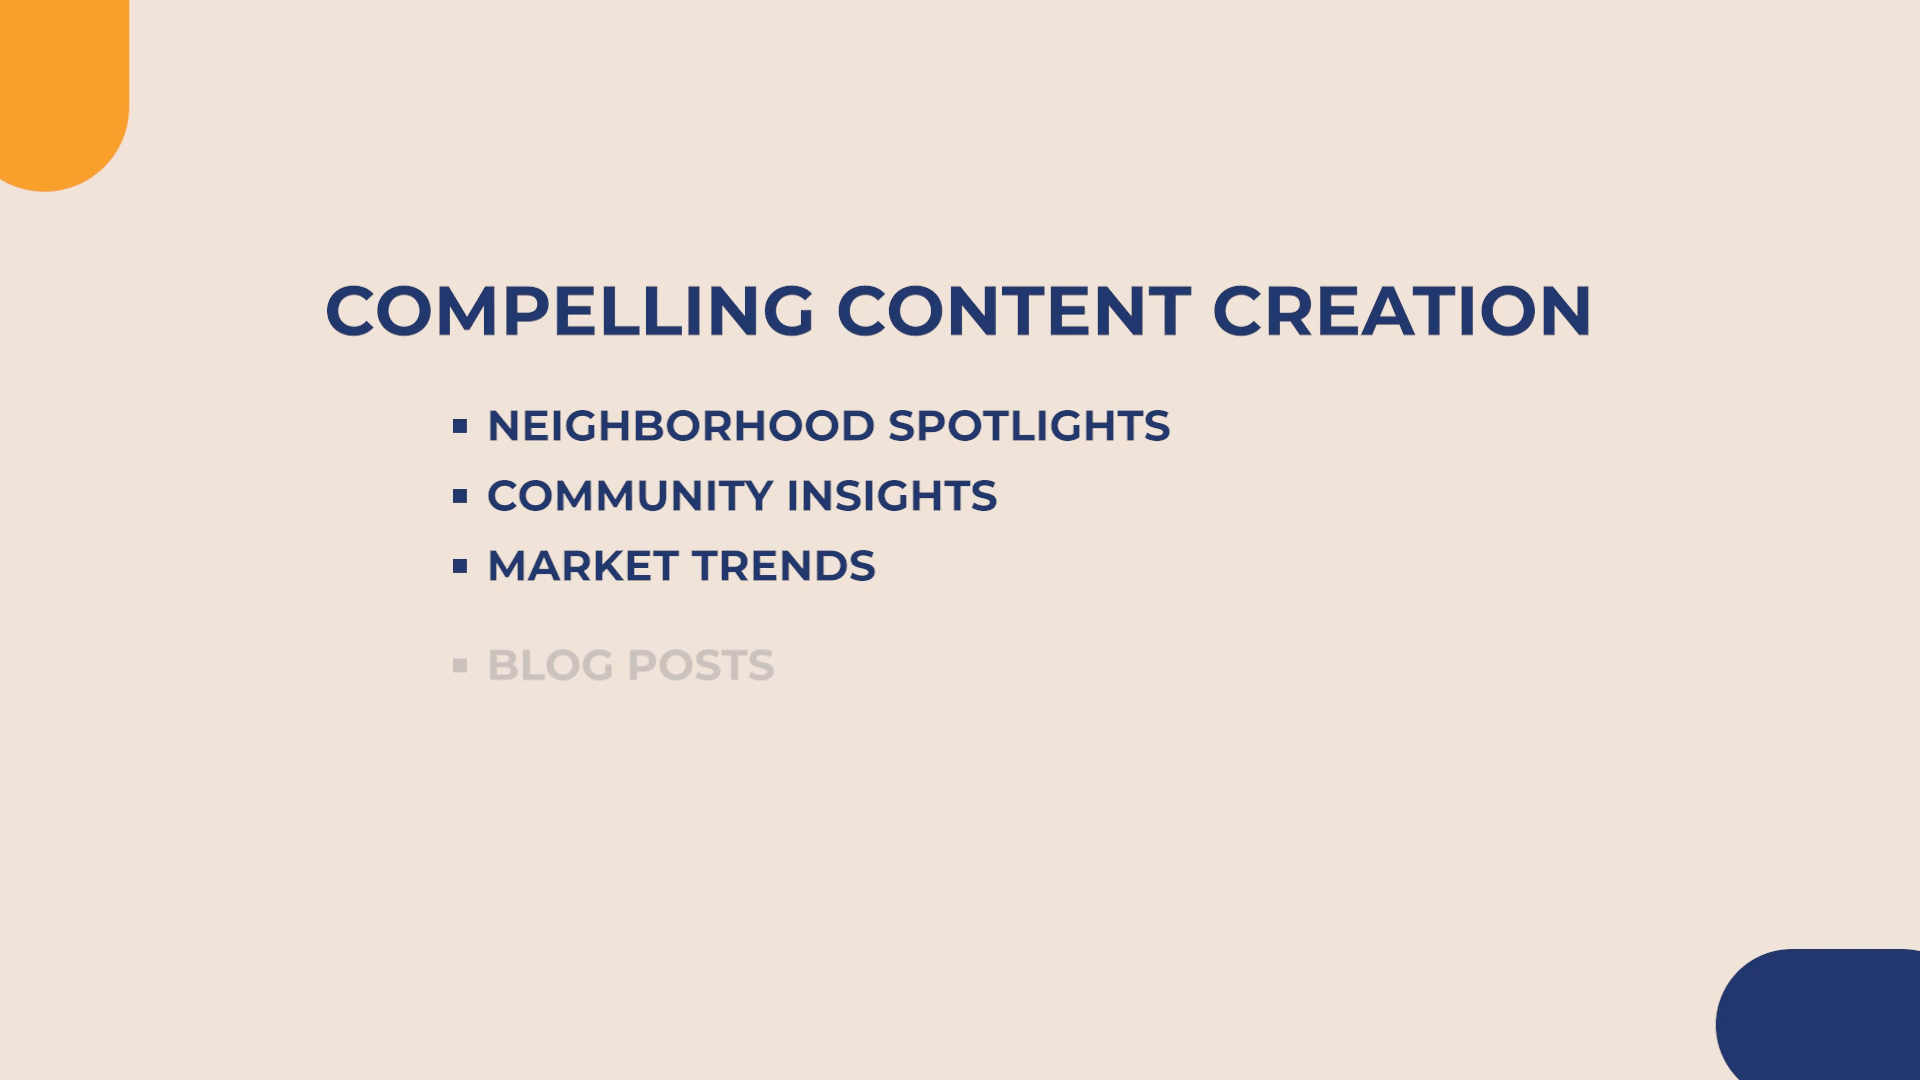 COMPELLING CONTENT CREATION
▪ NEIGHBORHOOD SPOTLIGHTS
▪ COMMUNITY INSIGHTS
▪ MARKET TRENDS
▪ BLOG POSTS